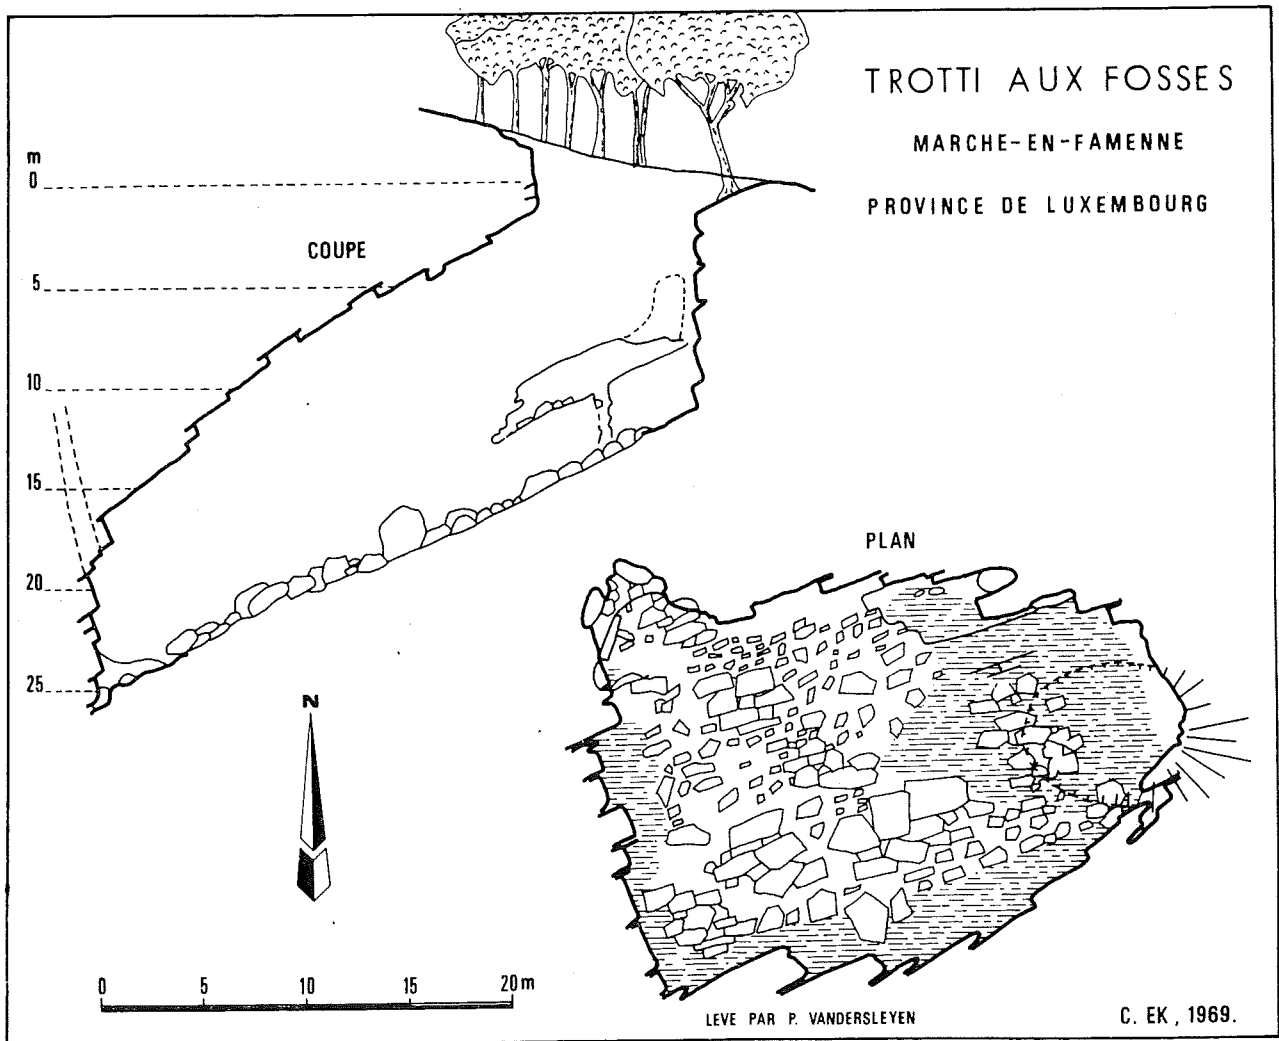 TROTTI AUX FOSSES
MARCHE-EN-FAMENNE
PROVINCE DE LUXEMBOURG
m
0
COUPE
5
10
15
20
25
PLAN
N
0 5 10 15 20m
LEVE PAR P. VANDERSLEYEN
C. EK, 1969.